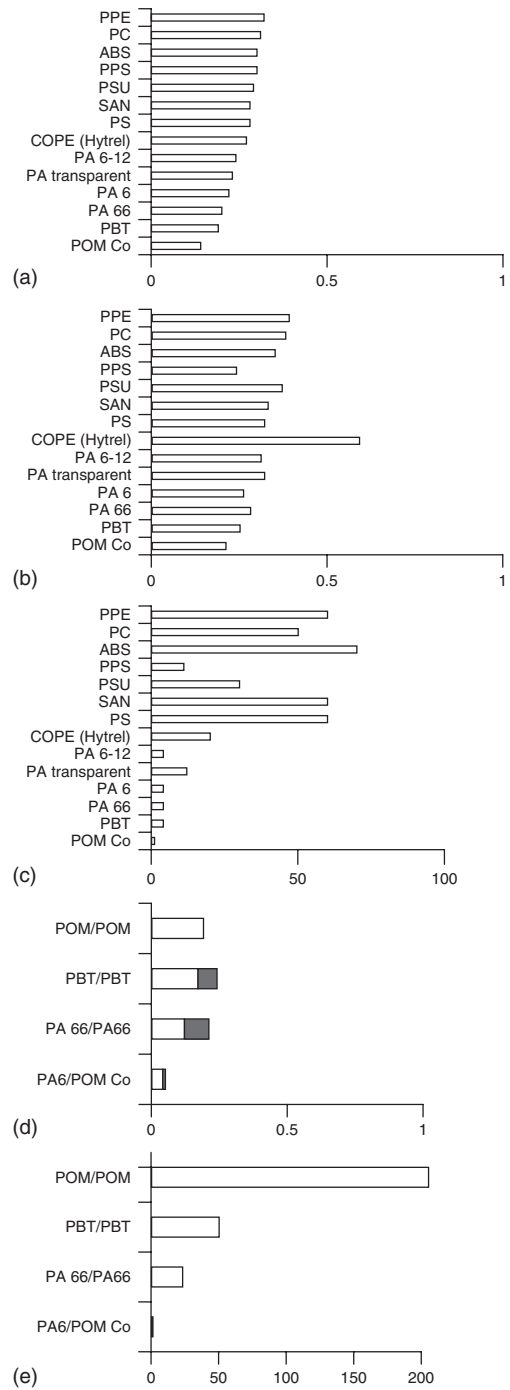 PPE
PC
ABS
PPS
PSU
SAN
PS
COPE (Hytrel)
PA 6-12
PA transparent
PA 6
PA 66
PBT
POM Co
(a)
0 0.5 1
PPE
PC
ABS
PPS
PSU
SAN
PS
COPE (Hytrel)
PA 6-12
PA transparent
PA 6
PA 66
PBT
POM Co
(b)
0 0.5 1
PPE
PC
ABS
PPS
PSU
SAN
PS
COPE (Hytrel)
PA 6-12
PA transparent
PA 6
PA 66
PBT
POM Co
(c)
0 50 100
POM/POM
PBT/PBT
PA 66/PA66
PA6/POM Co
(d)
0 0.5 1
POM/POM
PBT/PBT
PA 66/PA66
PA6/POM Co
(e)
0 50 100 150 200